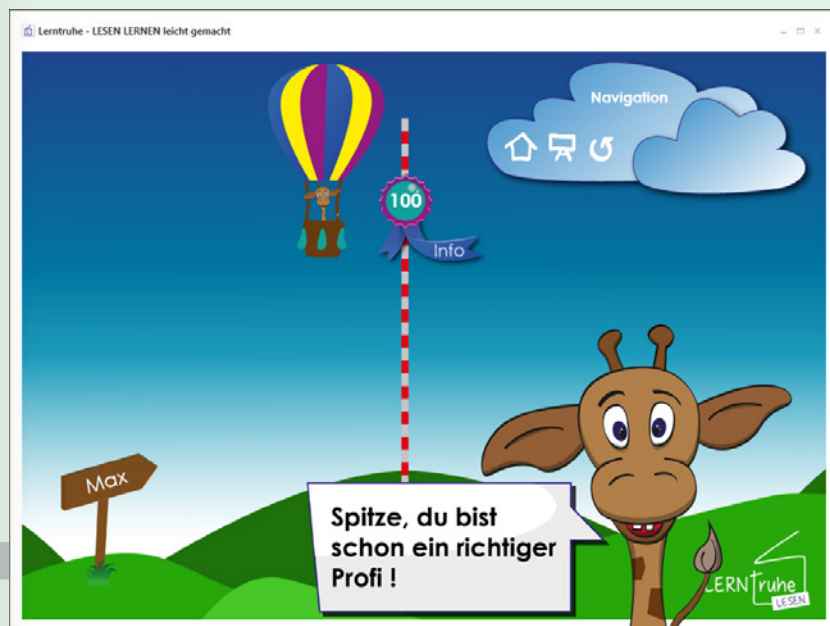 Lerntruhe - LESEN LERNEN leicht gemacht
Navigation
100
Info
Max
Spitze, du bist
schon ein richtiger
Profi !
LERNTruhe
LESEN